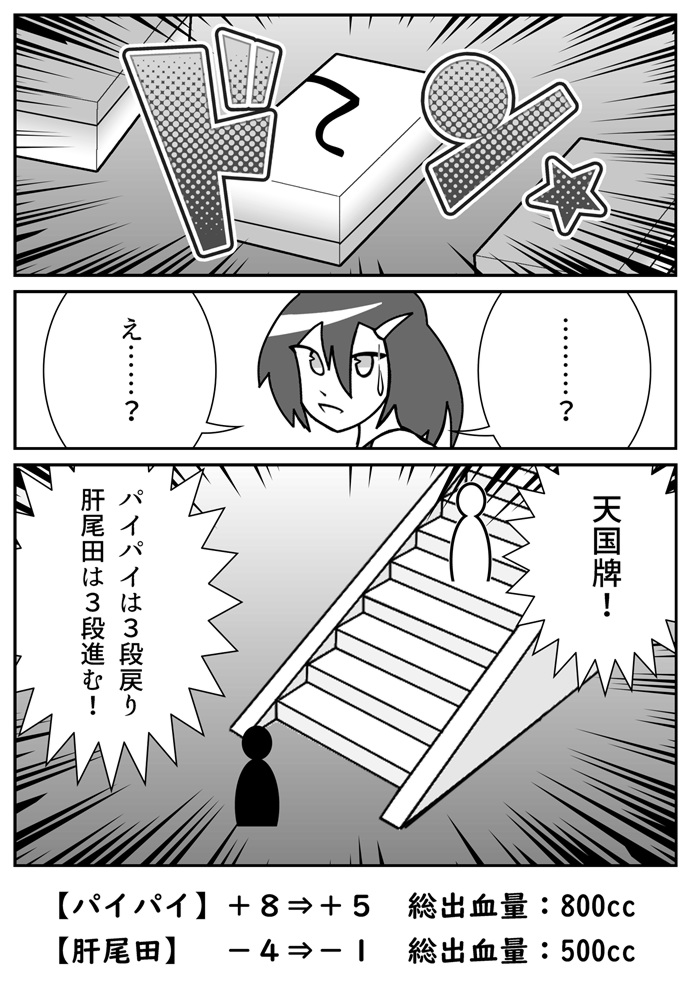 ドン☆
………？
え……？
天国牌！
パイパイは３段戻り
肝尾田は３段進む！
【パイパイ】＋８⇒＋５　総出血量：800cc
【肝尾田】　－４⇒－１　総出血量：500cc